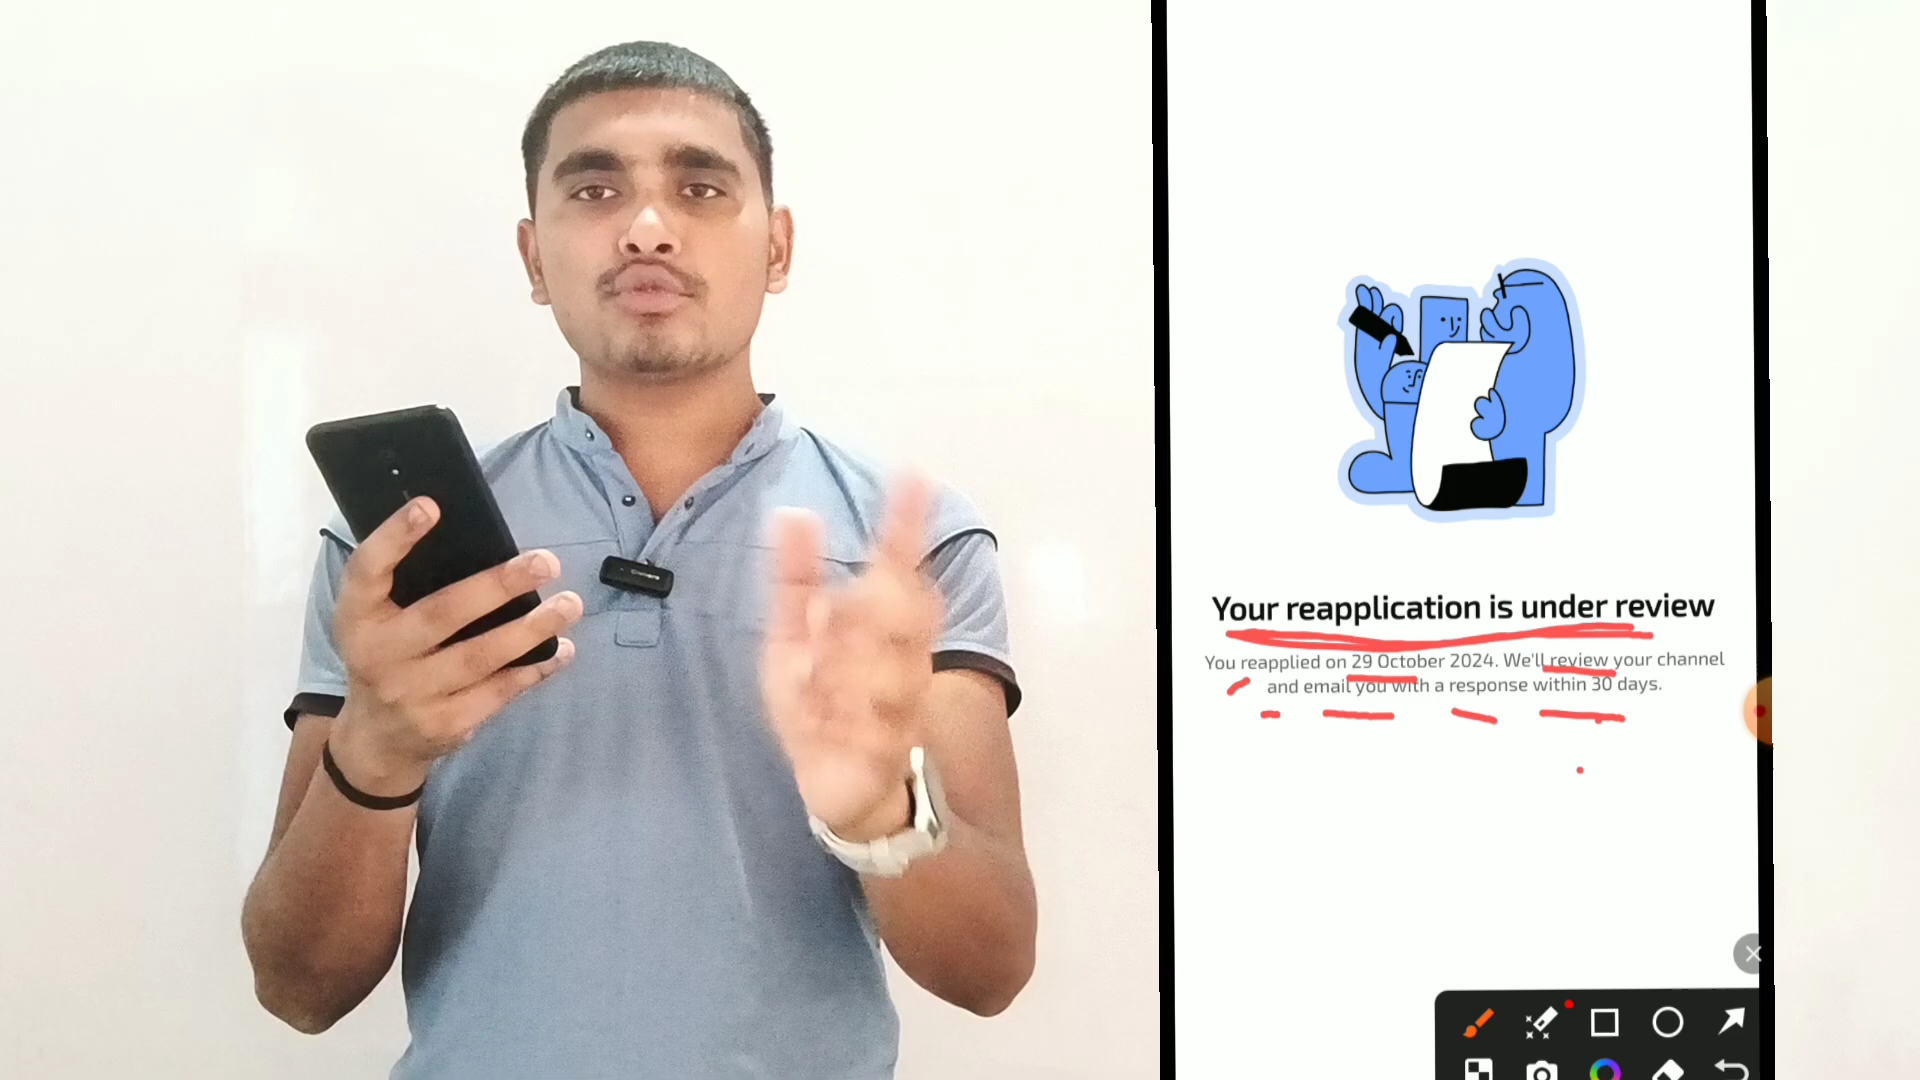 Your reapplication is under review
You reapplied on 29 October 2024. We'll review your channel
and email you with a response within 30 days.